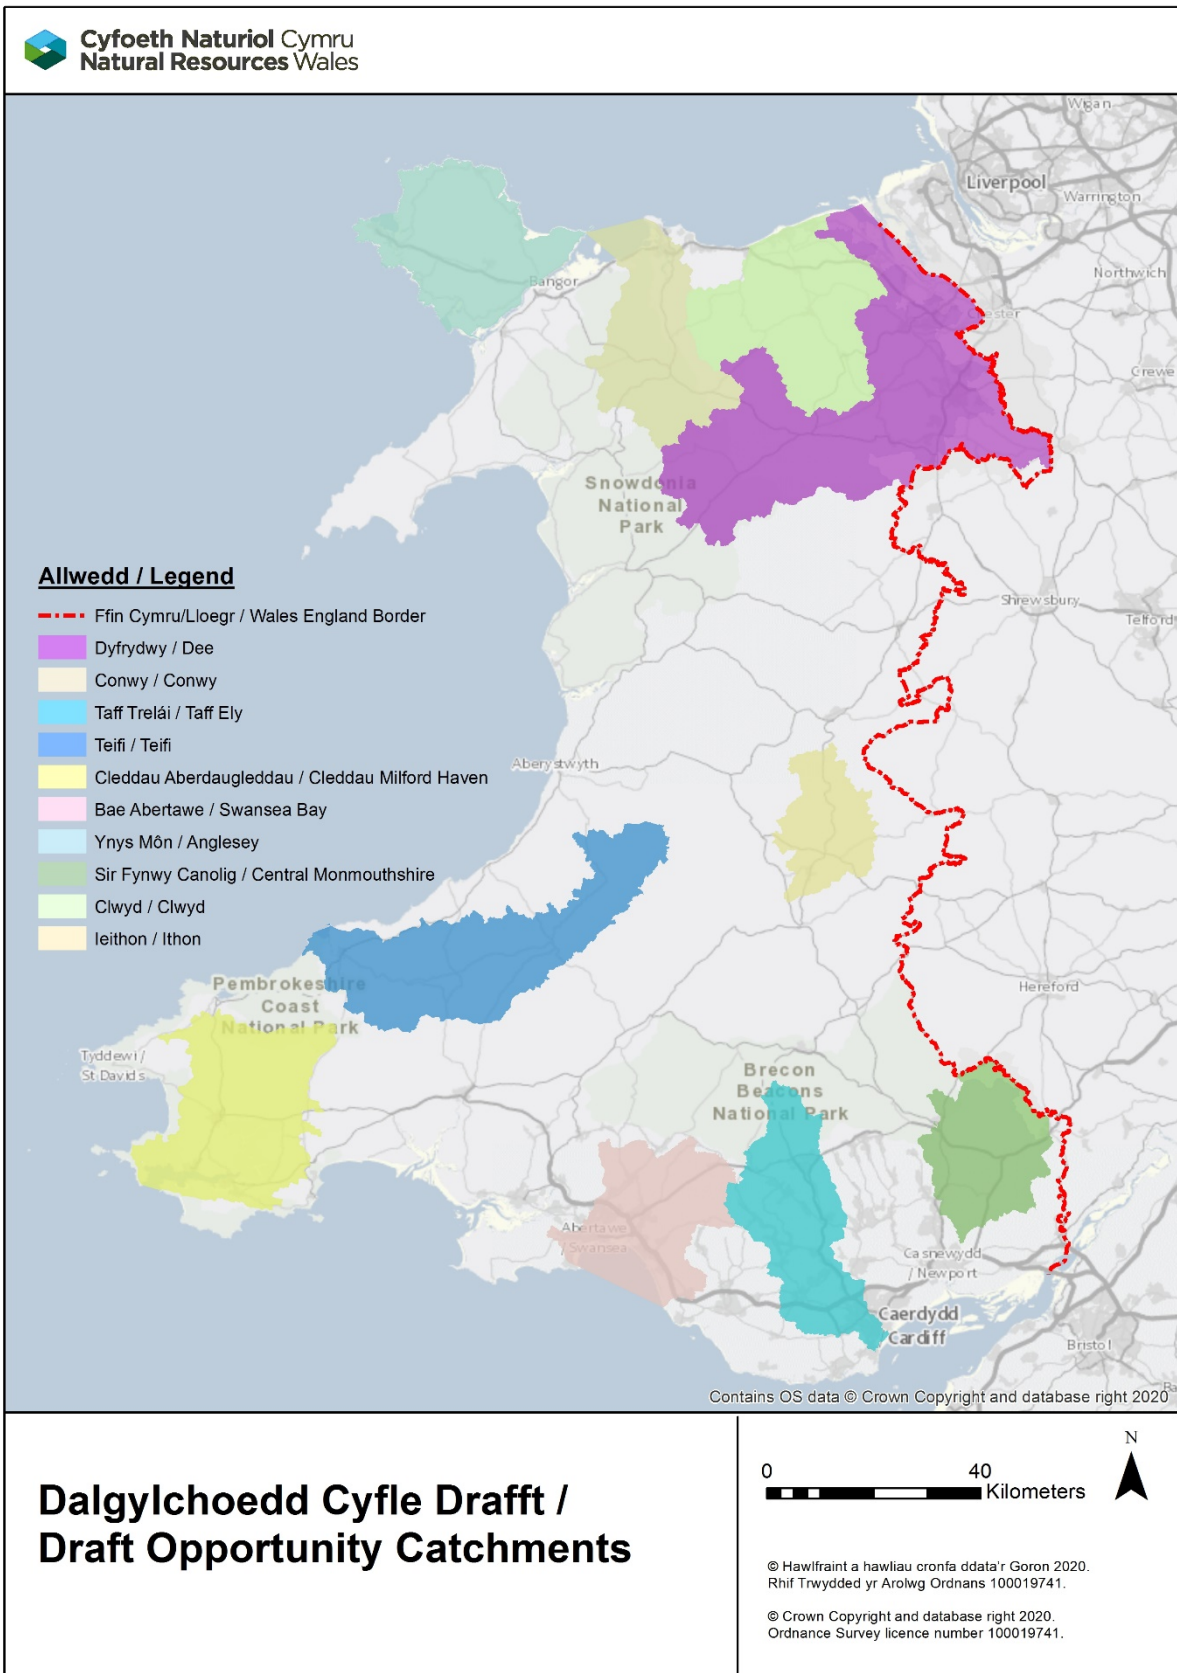 Cyfoeth Naturiol Cymru
Natural Resources Wales
Wigan
Liverpool
Warrington
Northwich
Bangor
Chester
Crewe
Snowdonia
National
Park
Allwedd / Legend
Ffin Cymru/Lloegr / Wales England Border
Dyfrydwy / Dee
Conwy / Conwy
Taff Trelái / Taff Ely
Teifi / Teifi
Cleddau Aberdaugleddau / Cleddau Milford Haven
Bae Abertawe / Swansea Bay
Ynys Môn / Anglesey
Sir Fynwy Canolig / Central Monmouthshire
Clwyd / Clwyd
Ieithon / Ithon
Shrewsbury
Telford
Aberystwyth
Hereford
Pembrokeshire
Coast
National Park
Tyddewi /
St Davids
Brecon
Beacons
National Park
Abertawe
/ Swansea
Casnewydd
/ Newport
Caerdydd
Cardiff
Bristol
Ba
Contains OS data © Crown Copyright and database right 2020
Dalgylchoedd Cyfle Drafft /
Draft Opportunity Catchments
0 40
Kilometers
N
© Hawlfraint a hawliau cronfa ddata'r Goron 2020.
Rhif Trwydded yr Arolwg Ordnans 100019741.
© Crown Copyright and database right 2020.
Ordnance Survey licence number 100019741.